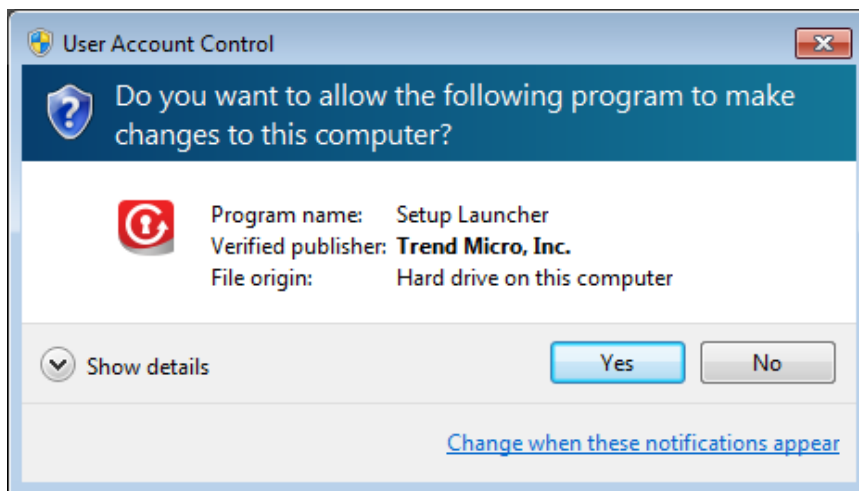 User Account Control
Do you want to allow the following program to make
changes to this computer?
Program name: Setup Launcher
Verified publisher: Trend Micro, Inc.
File origin: Hard drive on this computer
Show details
Yes
No
Change when these notifications appear